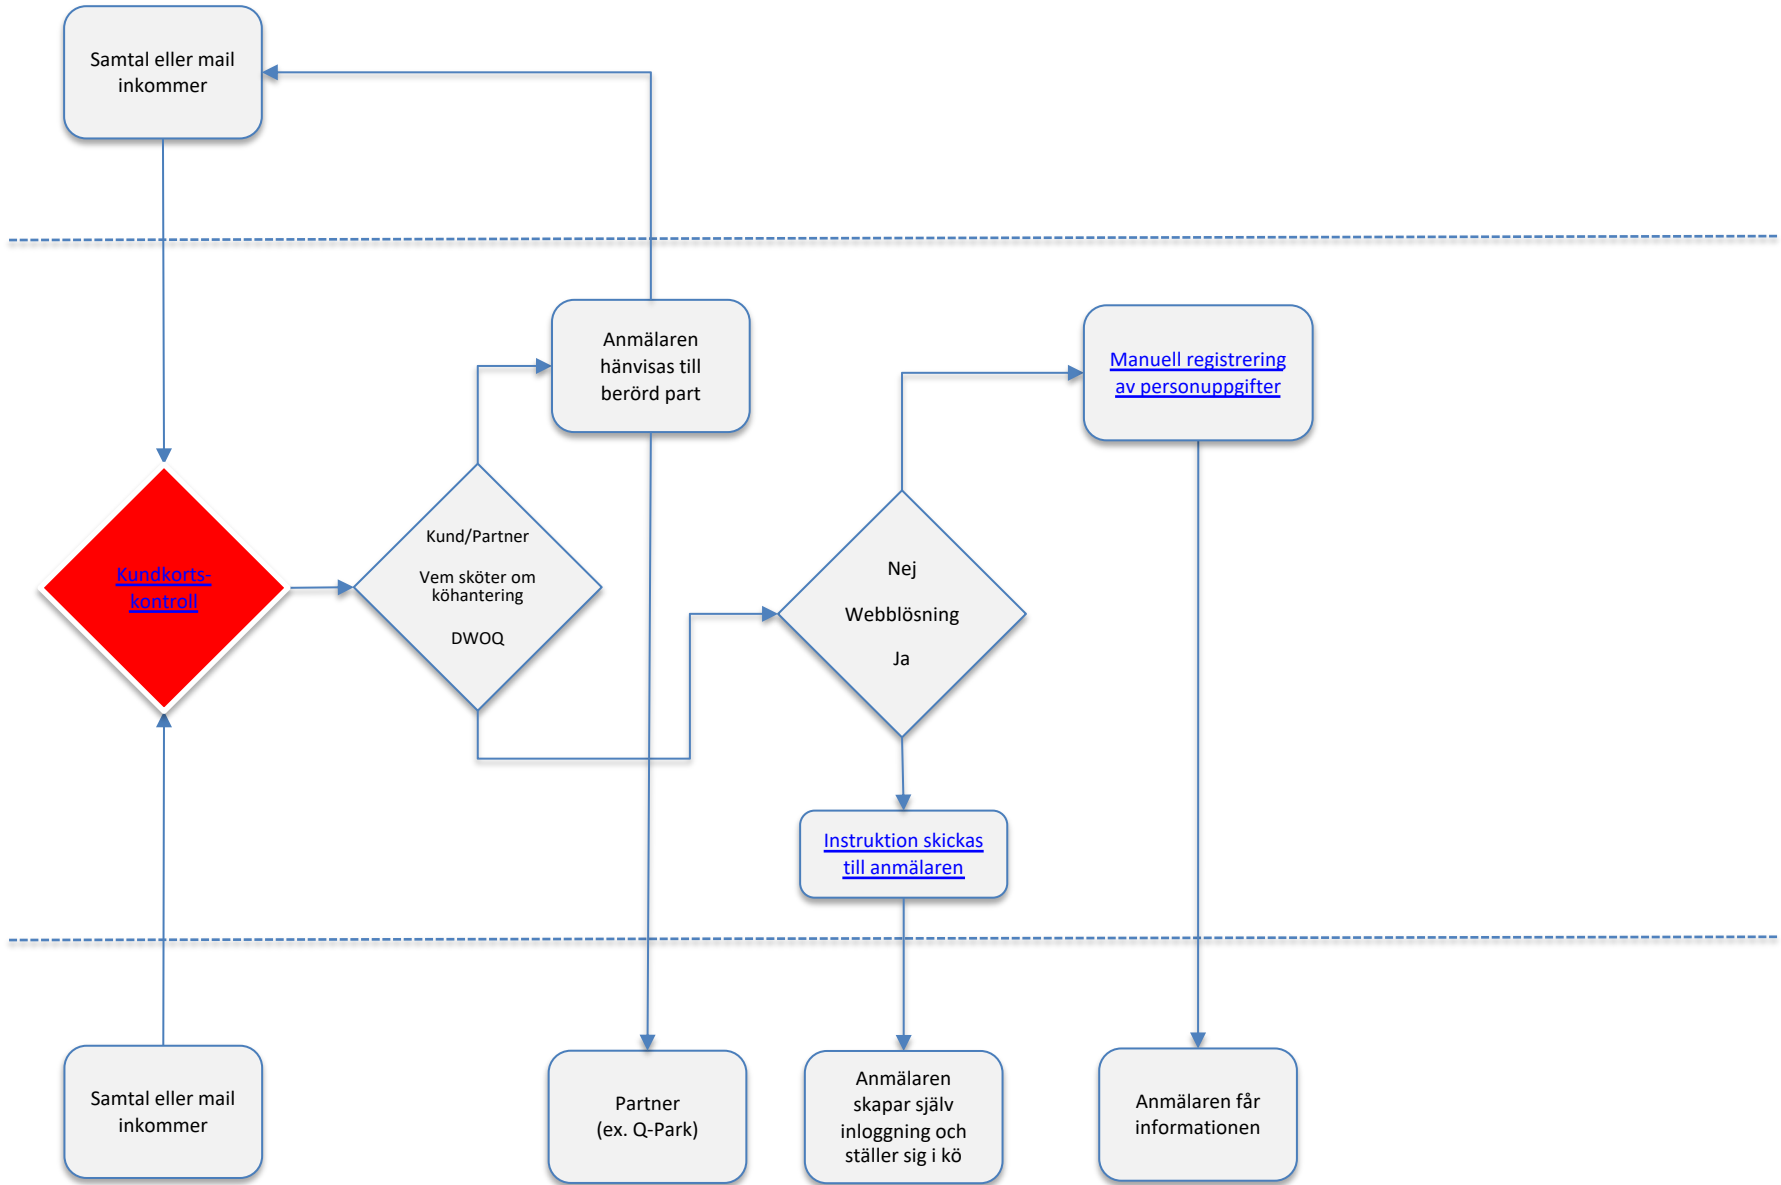 Samtal eller mail
inkommer
Anmälaren
hänvisas till
berörd part
Manuell registrering
av personuppgifter
Kundkorts-
kontroll
Kund/Partner
Vem sköter om
köhantering
DWOQ
Nej
Webblösning
Ja
Instruktion skickas
till anmälaren
Samtal eller mail
inkommer
Partner
(ex. Q-Park)
Anmälaren
skapar själv
inloggning och
ställer sig i kö
Anmälaren får
informationen